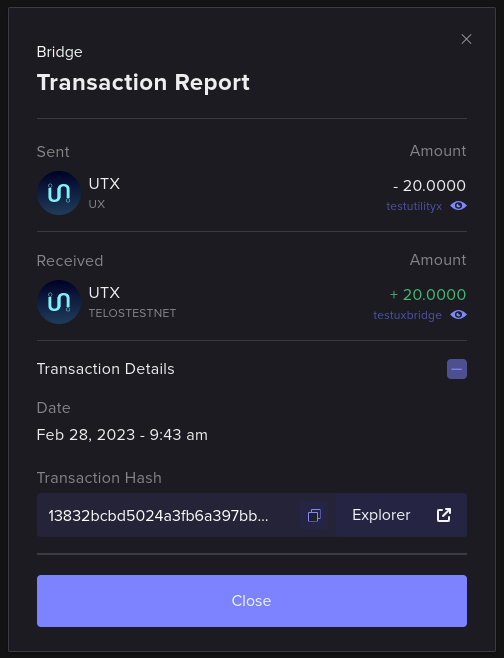 Bridge
Transaction Report
Sent
Amount
UTX
- 20.0000
UX
testutilityx
Received
Amount
UTX
+ 20.0000
TELOSTESTNET
testuxbridge
Transaction Details
Date
Feb 28, 2023 - 9:43 am
Transaction Hash
13832bcbd5024a3fb6a397bb...
Explorer
Close